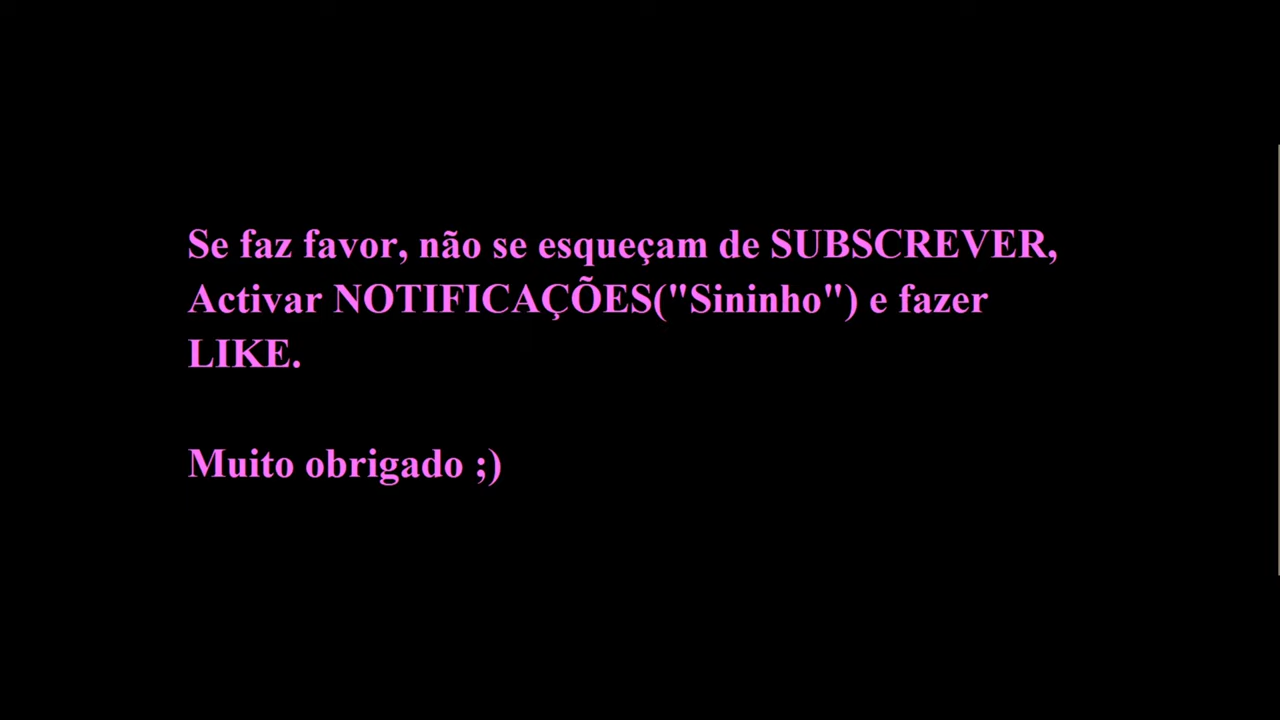 Se faz favor, não se esqueçam de SUBSCREVER,
Activar NOTIFICAÇÕES("Sininho") e fazer
LIKE.
Muito obrigado ;)